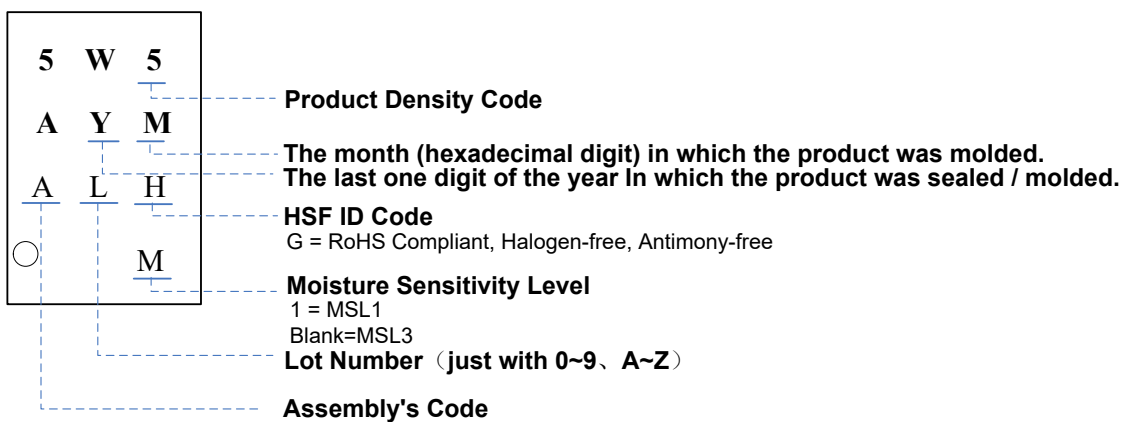 5 W 5
Product Density Code
A Y M
The month (hexadecimal digit) in which the product was molded.
The last one digit of the year In which the product was sealed / molded.
A L H
HSF ID Code
G = RoHS Compliant, Halogen-free, Antimony-free
M
Moisture Sensitivity Level
1 = MSL1
Blank=MSL3
Lot Number（just with 0~9、A~Z）
Assembly's Code